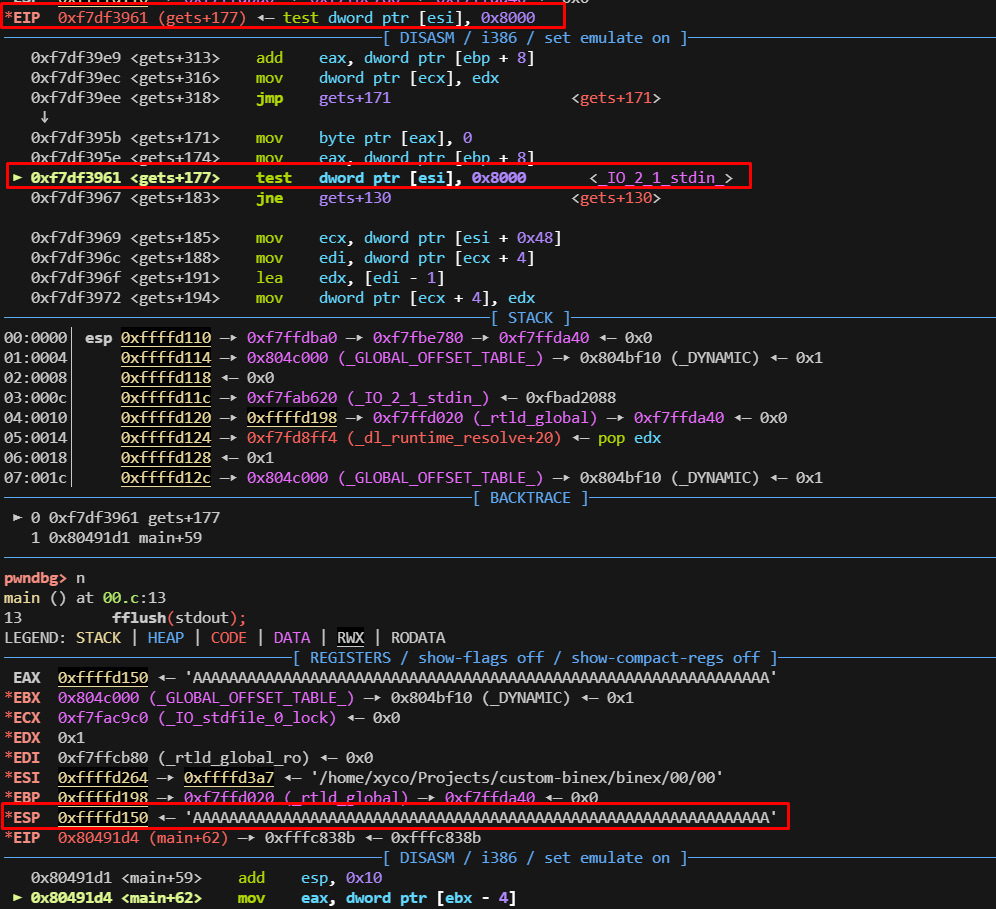 *EIP  0xf7df3961 (gets+177) ◂— test dword ptr [esi], 0x8000
[ DISASM / i386 / set emulate on ]
0xf7df39e9 <gets+313>    add    eax, dword ptr [ebp + 8]
0xf7df39ec <gets+316>    mov    dword ptr [ecx], edx
0xf7df39ee <gets+318>    jmp    gets+171                      <gets+171>
↓
0xf7df395b <gets+171>    mov    byte ptr [eax], 0
0xf7df395e <gets+174>    mov    eax, dword ptr [ebp + 8]
► 0xf7df3961 <gets+177>    test   dword ptr [esi], 0x8000       <_IO_2_1_stdin_>
0xf7df3967 <gets+183>    jne    gets+130                      <gets+130>
0xf7df3969 <gets+185>    mov    ecx, dword ptr [esi + 0x48]
0xf7df396c <gets+188>    mov    edi, dword ptr [ecx + 4]
0xf7df396f <gets+191>    lea    edx, [edi - 1]
0xf7df3972 <gets+194>    mov    dword ptr [ecx + 4], edx
[ STACK ]
00:0000│ esp 0xffffd110 —▸ 0xf7ffdba0 —▸ 0xf7fbe780 —▸ 0xf7ffda40 ◂— 0x0
01:0004│     0xffffd114 —▸ 0x804c000 (_GLOBAL_OFFSET_TABLE_) —▸ 0x804bf10 (_DYNAMIC) ◂— 0x1
02:0008│     0xffffd118 ◂— 0x0
03:000c│     0xffffd11c —▸ 0xf7fab620 (_IO_2_1_stdin_) ◂— 0xfbad2088
04:0010│     0xffffd120 —▸ 0xffffd198 —▸ 0xf7ffd020 (_rtld_global) —▸ 0xf7ffda40 ◂— 0x0
05:0014│     0xffffd124 —▸ 0xf7fd8ff4 (_dl_runtime_resolve+20) ◂— pop edx
06:0018│     0xffffd128 ◂— 0x1
07:001c│     0xffffd12c —▸ 0x804c000 (_GLOBAL_OFFSET_TABLE_) —▸ 0x804bf10 (_DYNAMIC) ◂— 0x1
[ BACKTRACE ]
► 0 0xf7df3961 gets+177
1 0x80491d1 main+59
pwndbg> n
main () at 00.c:13
13          fflush(stdout);
LEGEND: STACK | HEAP | CODE | DATA | RWX | RODATA
[ REGISTERS / show-flags off / show-compact-regs off ]
EAX  0xffffd150 ◂— 'AAAAAAAAAAAAAAAAAAAAAAAAAAAAAAAAAAAAAAAAAAAAAAAAAAAAAAAAAAAAAAAA'
*EBX  0x804c000 (_GLOBAL_OFFSET_TABLE_) —▸ 0x804bf10 (_DYNAMIC) ◂— 0x1
*ECX  0xf7fac9c0 (_IO_stdfile_0_lock) ◂— 0x0
*EDX  0x1
*EDI  0xf7ffcb80 (_rtld_global_ro) ◂— 0x0
*ESI  0xffffd264 —▸ 0xffffd3a7 ◂— '/home/xyco/Projects/custom-binex/binex/00/00'
*EBP  0xffffd198 —▸ 0xf7ffd020 (_rtld_global) —▸ 0xf7ffda40 ◂— 0x0
*ESP  0xffffd150 ◂— 'AAAAAAAAAAAAAAAAAAAAAAAAAAAAAAAAAAAAAAAAAAAAAAAAAAAAAAAAAAAAAAAA'
*EIP  0x80491d4 (main+62) —▸ 0xfffc838b ◂— 0xfffc838b
[ DISASM / i386 / set emulate on ]
0x80491d1 <main+59>    add    esp, 0x10
► 0x80491d4 <main+62>    mov    eax, dword ptr [ebx - 4]